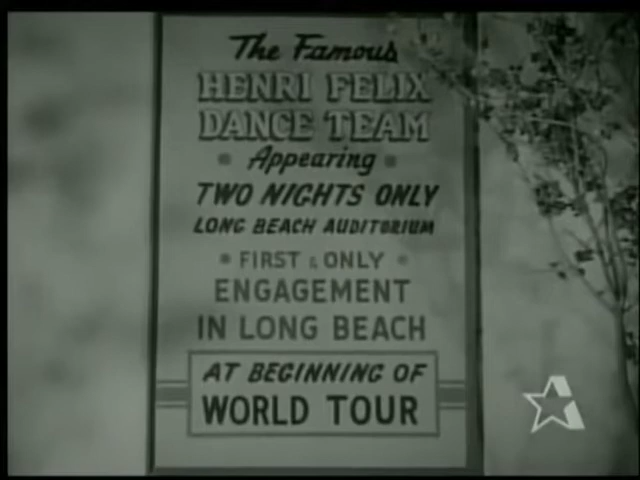 The Famous
HENRI FELIX
DANCE TEAM
• Appearing •
TWO NIGHTS ONLY
LONG BEACH AUDITORIUM
• FIRST & ONLY •
ENGAGEMENT
IN LONG BEACH
AT BEGINNING OF
WORLD TOUR